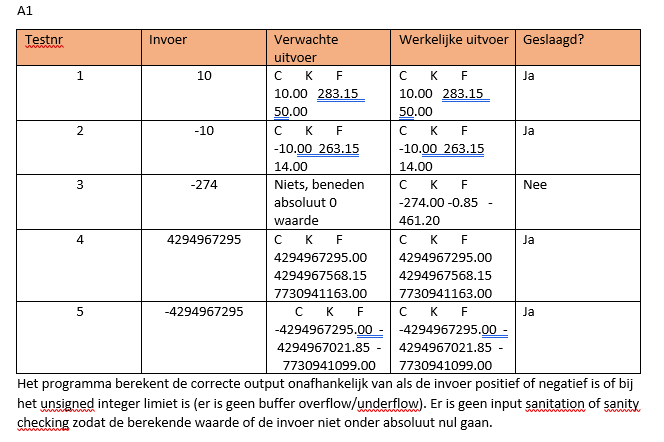 A1
Testnr Invoer Verwachte uitvoer Werkelijke uitvoer Geslaagd?
1 10 C K F 10.00 283.15 50.00 C K F 10.00 283.15 50.00 Ja
2 -10 C K F -10.00 263.15 14.00 C K F -10.00 263.15 14.00 Ja
3 -274 Niets, beneden absoluut 0 waarde C K F -274.00 -0.85 -461.20 Nee
4 4294967295 C K F 4294967295.00 4294967568.15 7730941163.00 C K F 4294967295.00 4294967568.15 7730941163.00 Ja
5 -4294967295 C K F -4294967295.00 -4294967021.85 -7730941099.00 C K F -4294967295.00 -4294967021.85 -7730941099.00 Ja
Het programma berekent de correcte output onafhankelijk van als de invoer positief of negatief is of bij
het unsigned integer limiet is (er is geen buffer overflow/underflow). Er is geen input sanitation of sanity
checking zodat de berekende waarde of de invoer niet onder absoluut nul gaan.